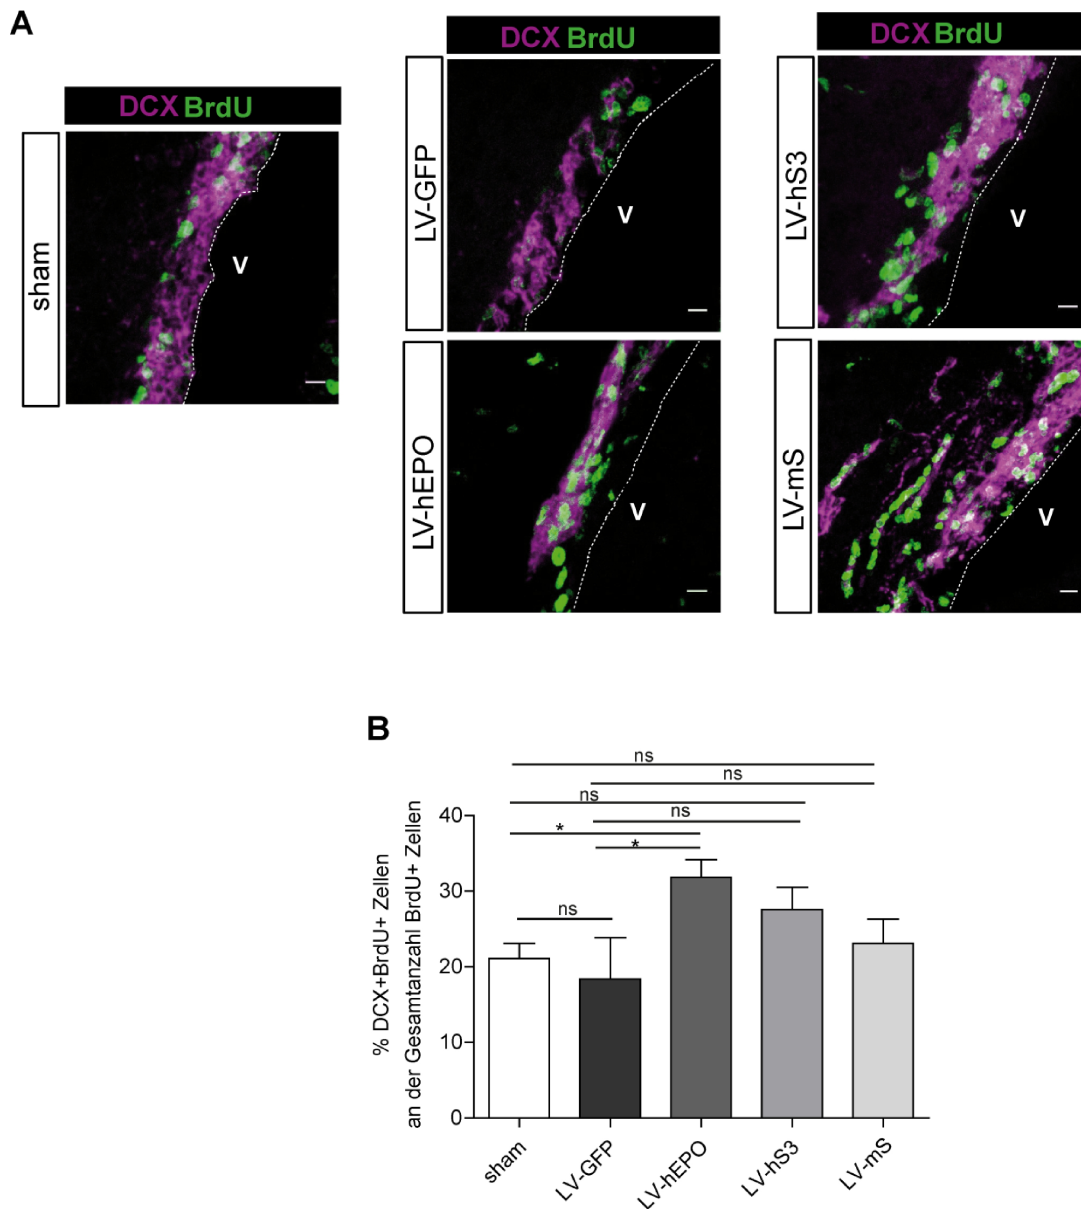 A
DCX BrdU
sham
V
DCX BrdU
LV-GFP
V
LV-hEPO
V
DCX BrdU
LV-hS3
V
LV-mS
V
B
ns
ns
ns
ns
*
*
ns
% DCX+BrdU+ Zellen
an der Gesamtanzahl BrdU+ Zellen
40
30
20
10
0
sham
LV-GFP
LV-hEPO
LV-hS3
LV-mS